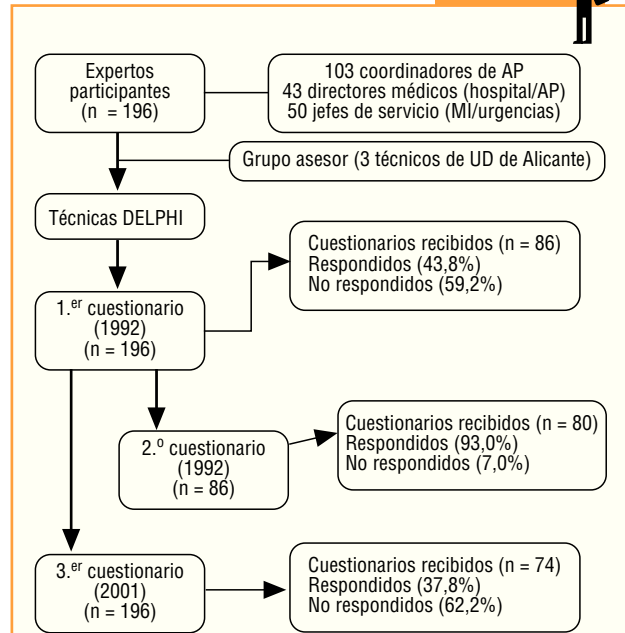 Expertos
participantes
(n = 196)
103 coordinadores de AP
43 directores médicos (hospital/AP)
50 jefes de servicio (MI/urgencias)
Grupo asesor (3 técnicos de UD de Alicante)
Técnicas DELPHI
Cuestionarios recibidos (n = 86)
Respondidos (43,8%)
No respondidos (59,2%)
1.er cuestionario
(1992)
(n = 196)
2.º cuestionario
(1992)
(n = 86)
Cuestionarios recibidos (n = 80)
Respondidos (93,0%)
No respondidos (7,0%)
3.er cuestionario
(2001)
(n = 196)
Cuestionarios recibidos (n = 74)
Respondidos (37,8%)
No respondidos (62,2%)